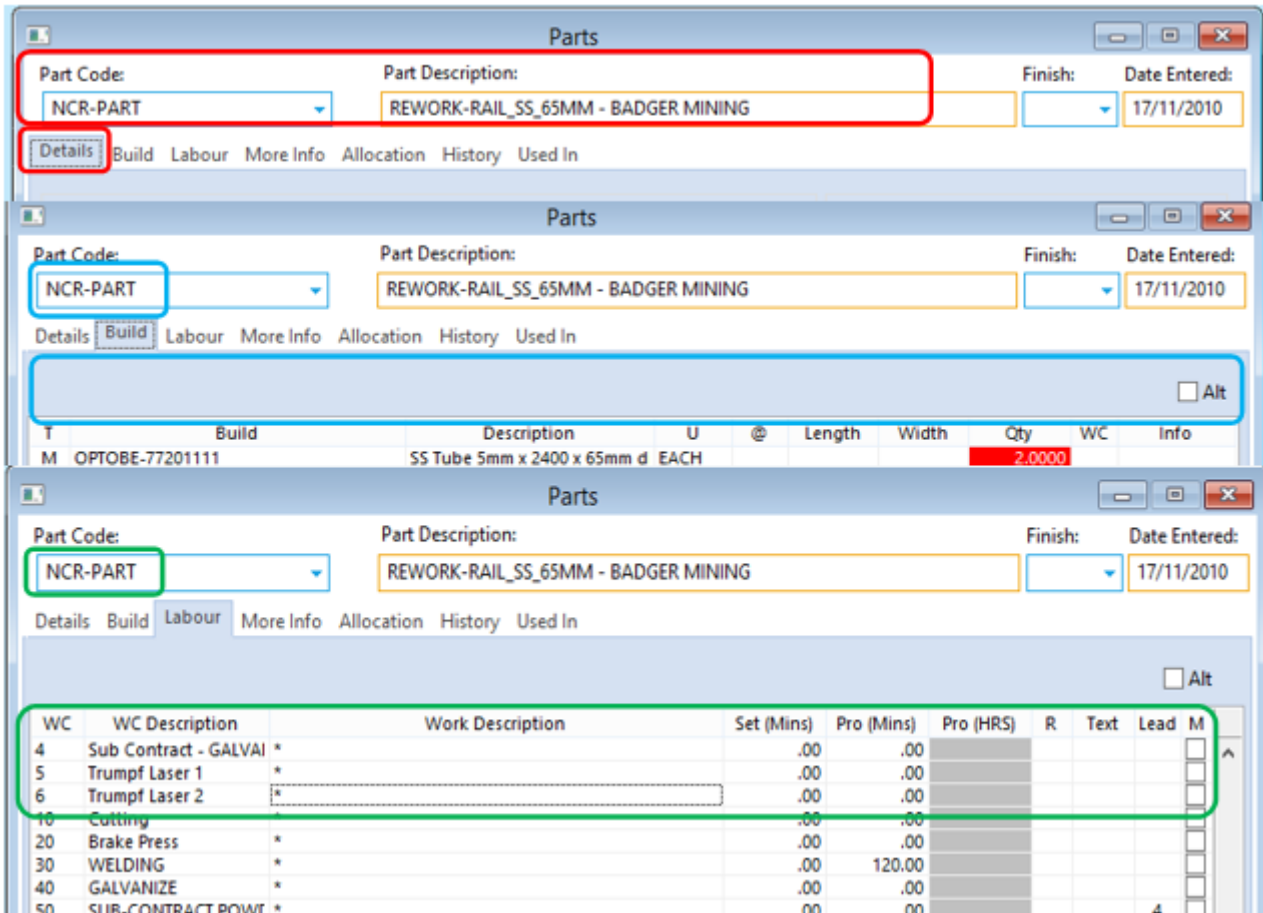 Parts
Part Code: Part Description: Finish: Date Entered:
NCR-PART REWORK-RAIL_SS_65MM - BADGER MINING 17/11/2010
Details Build Labour More Info Allocation History Used In
Parts
Part Code: Part Description: Finish: Date Entered:
NCR-PART REWORK-RAIL_SS_65MM - BADGER MINING 17/11/2010
Details Build Labour More Info Allocation History Used In
Alt
T Build Description U @ Length Width Qty WC Info
M OPTOBE-77201111 SS Tube 5mm x 2400 x 65mm d EACH 2.0000
Parts
Part Code: Part Description: Finish: Date Entered:
NCR-PART REWORK-RAIL_SS_65MM - BADGER MINING 17/11/2010
Details Build Labour More Info Allocation History Used In
Alt
WC WC Description Work Description Set (Mins) Pro (Mins) Pro (HRS) R Text Lead M
4 Sub Contract - GALVAI * .00 .00
5 Trumpf Laser 1 * .00 .00
6 Trumpf Laser 2 * .00 .00
10 Cutting * .00 .00
20 Brake Press * .00 .00
30 WELDING * .00 120.00
40 GALVANIZE * .00 .00
50 SUB-CONTRACT POWD * .00 .00 4